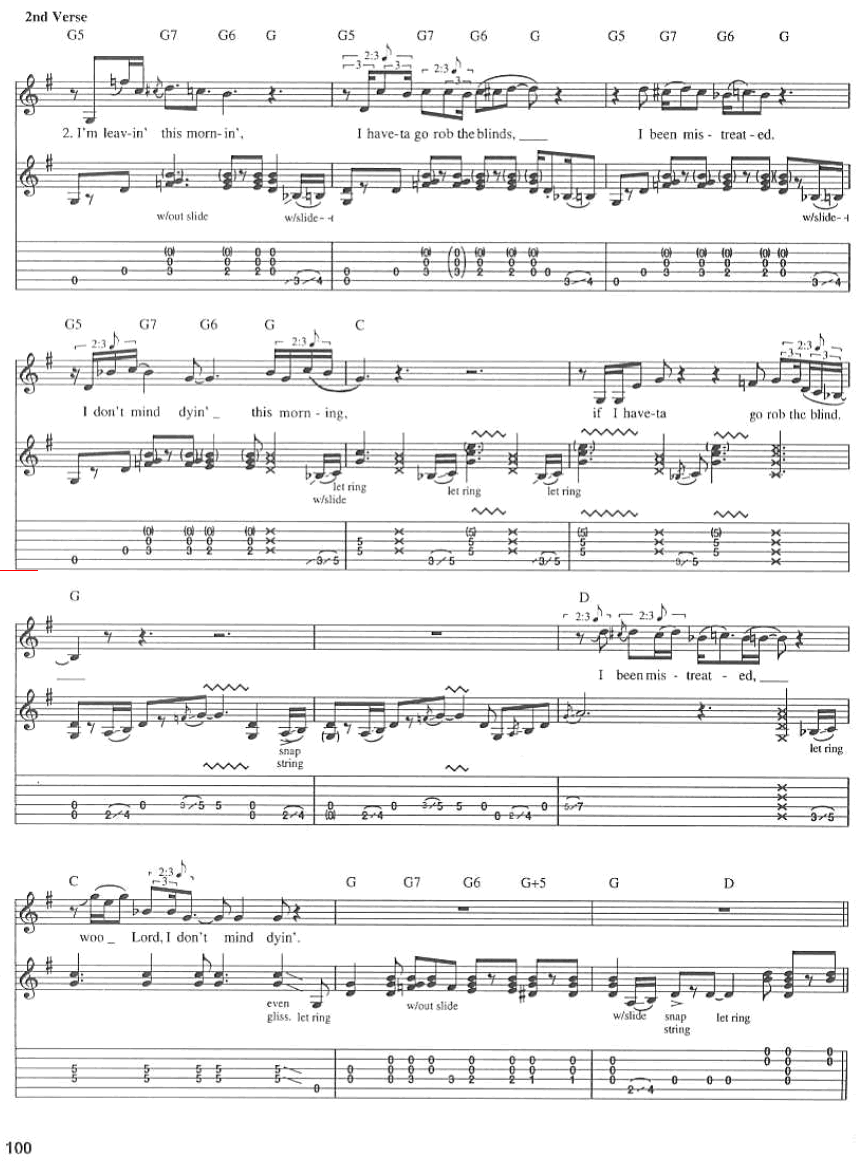 2nd Verse
G5 G7 G6 G G5 G7 G6 G G5 G7 G6 G
2:3 2:3
3 3 3
2. I'm leav-in' this morn-in', I have-ta go rob the blinds, ___ I been mis - treat - ed.
w/out slide w/slide w/slide
G5 G7 G6 G C
2:3 2:3 2:3
3 3
I don't mind dyin' _ this morn - ing, if I have-ta go rob the blind.
let ring let ring let ring
w/slide
G D
2:3 2:3
I been mis - treat - ed, ___
snap string let ring
C G G7 G6 G+5 G D
2:3
3
woo _ Lord, I don't mind dyin'.
even gliss. let ring w/out slide w/slide snap string let ring
100